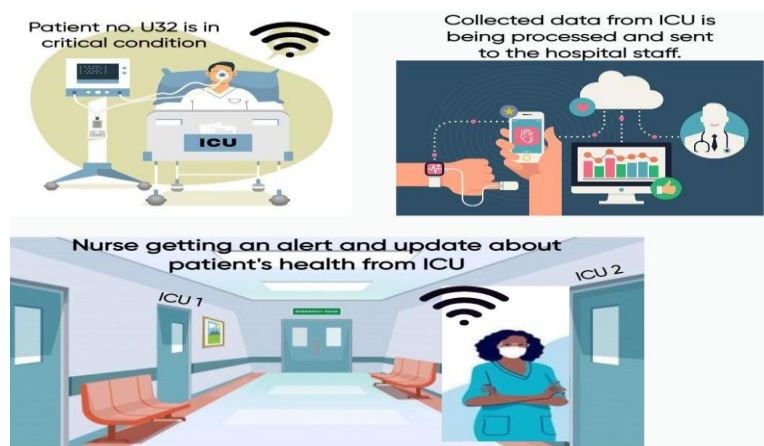 Patient no. U32 is in
critical condition
ICU
Collected data from ICU is
being processed and sent
to the hospital staff.
Nurse getting an alert and update about
patient's health from ICU
ICU 1
ICU 2